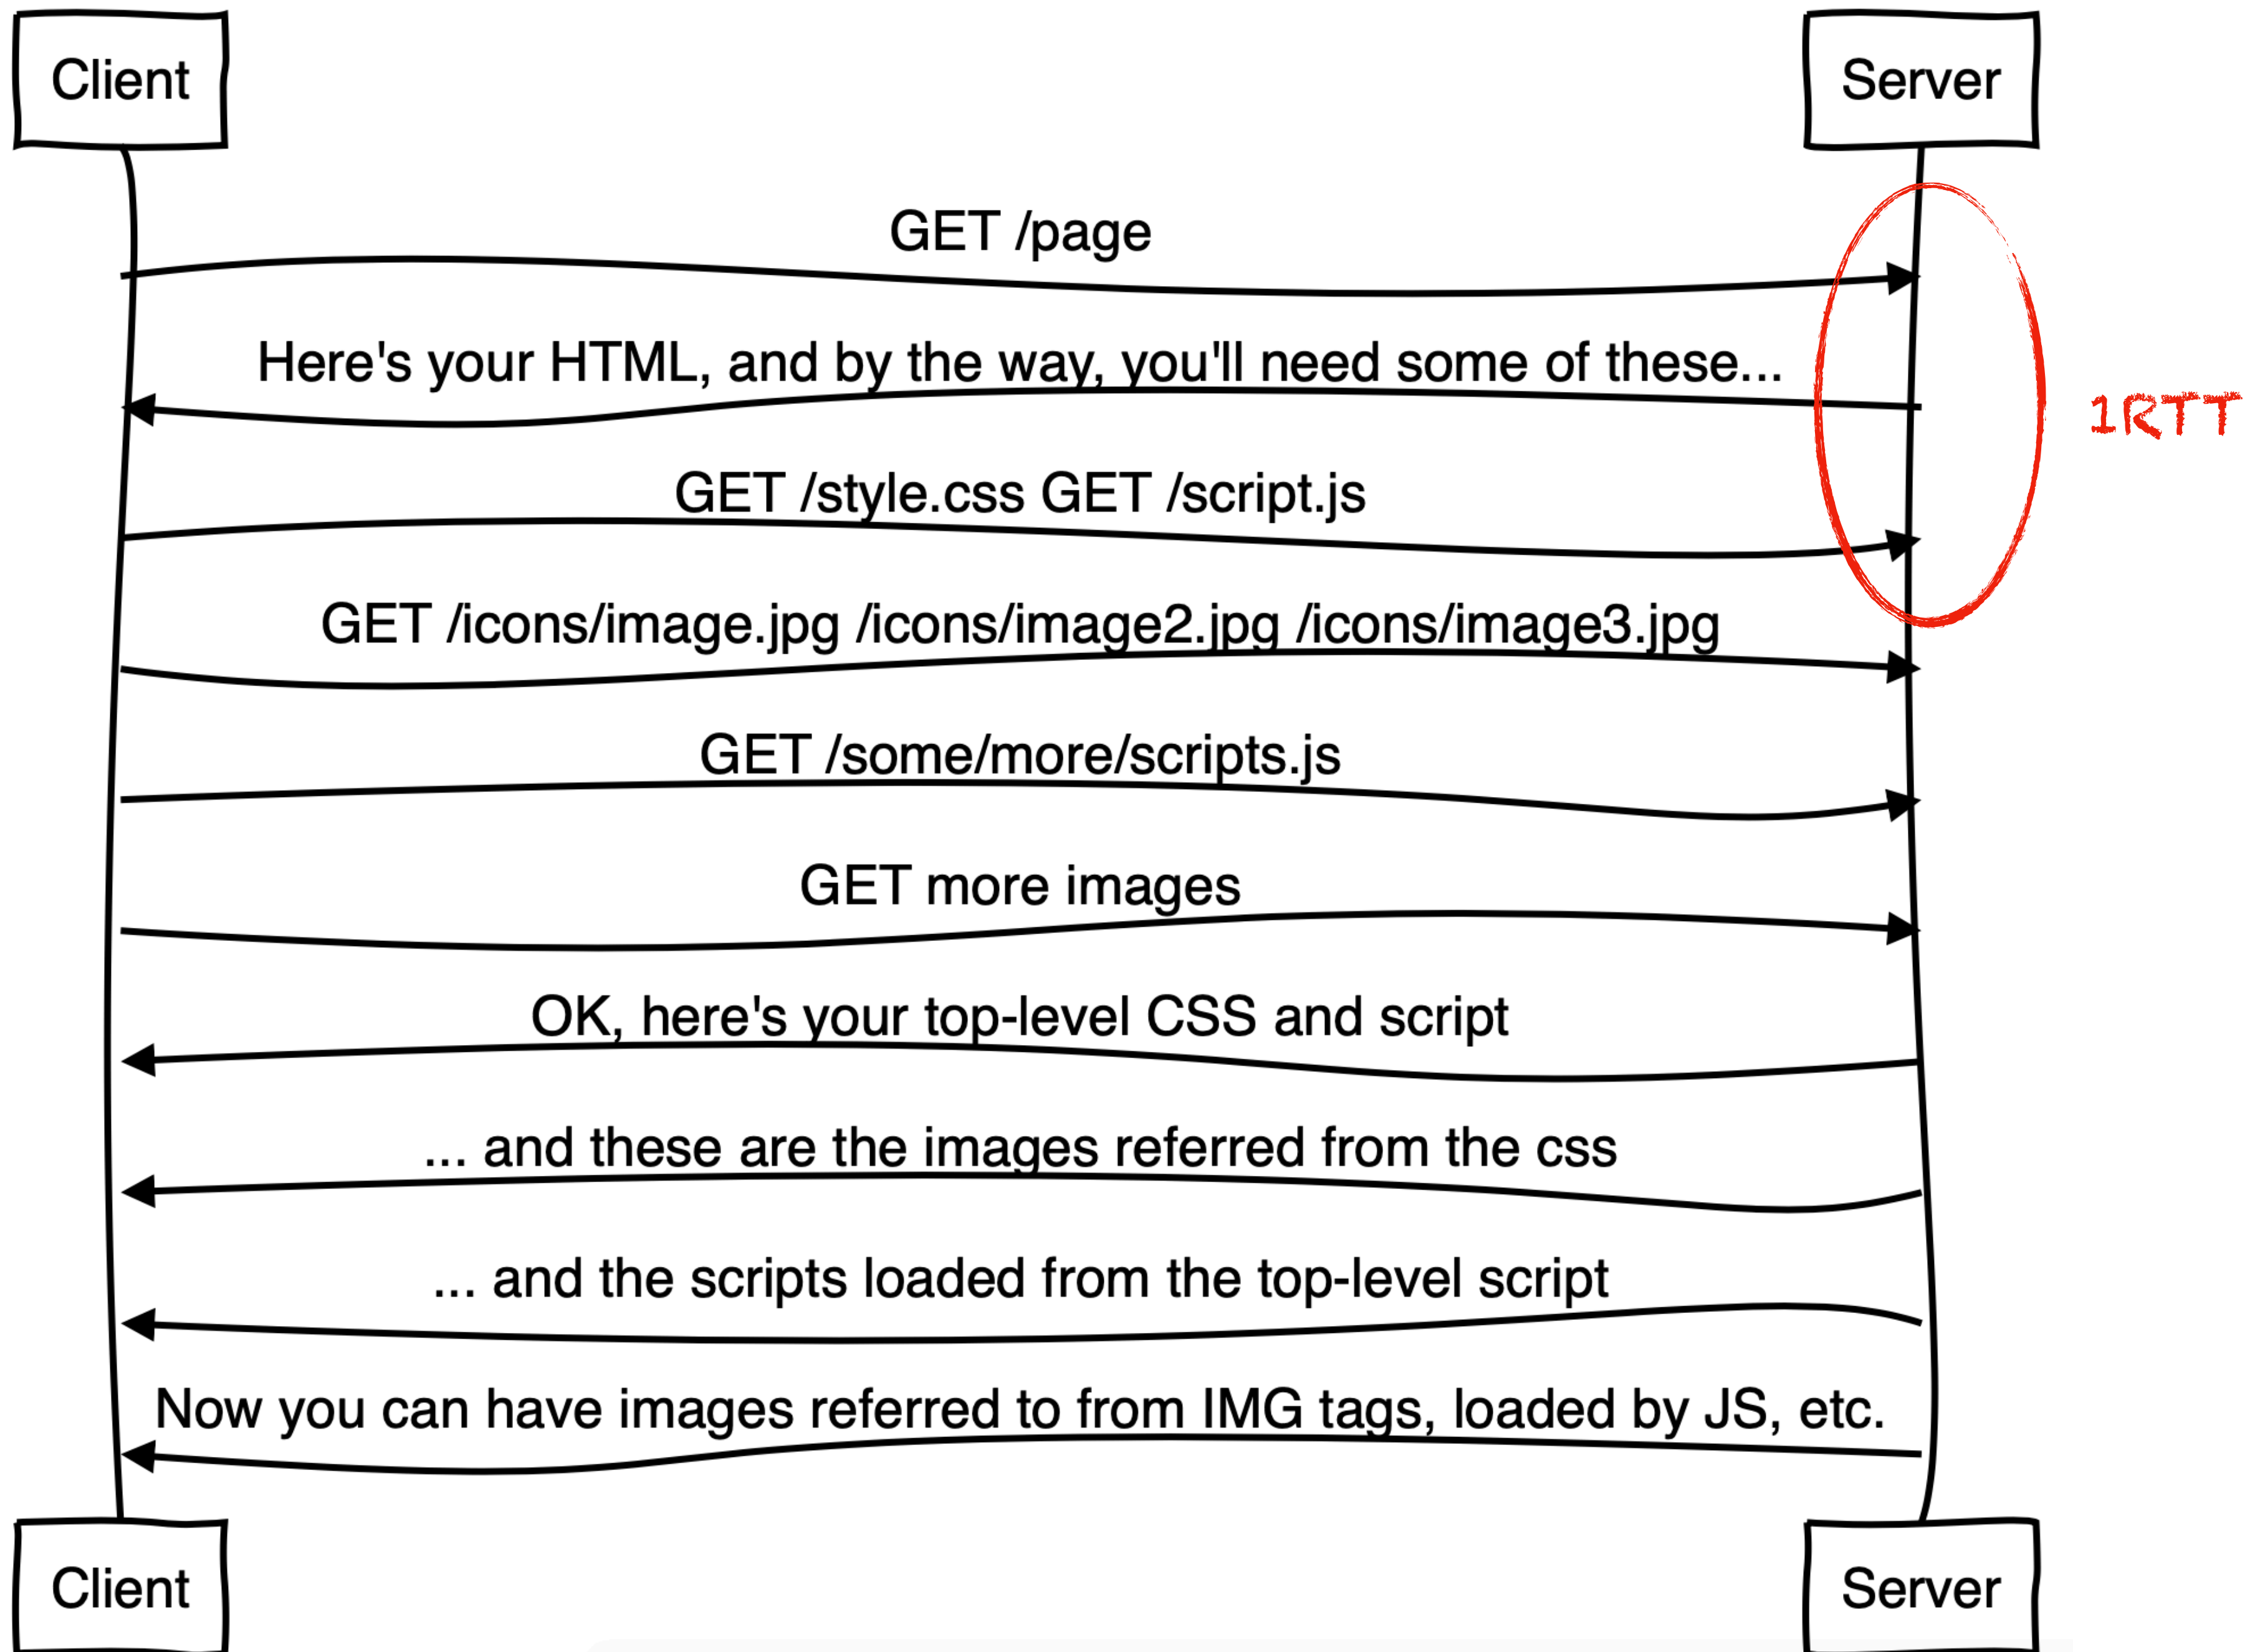 Client
Server
GET /page
Here's your HTML, and by the way, you'll need some of these...
1RTT
GET /style.css GET /script.js
GET /icons/image.jpg /icons/image2.jpg /icons/image3.jpg
GET /some/more/scripts.js
GET more images
OK, here's your top-level CSS and script
... and these are the images referred from the css
... and the scripts loaded from the top-level script
Now you can have images referred to from IMG tags, loaded by JS, etc.
Client
Server